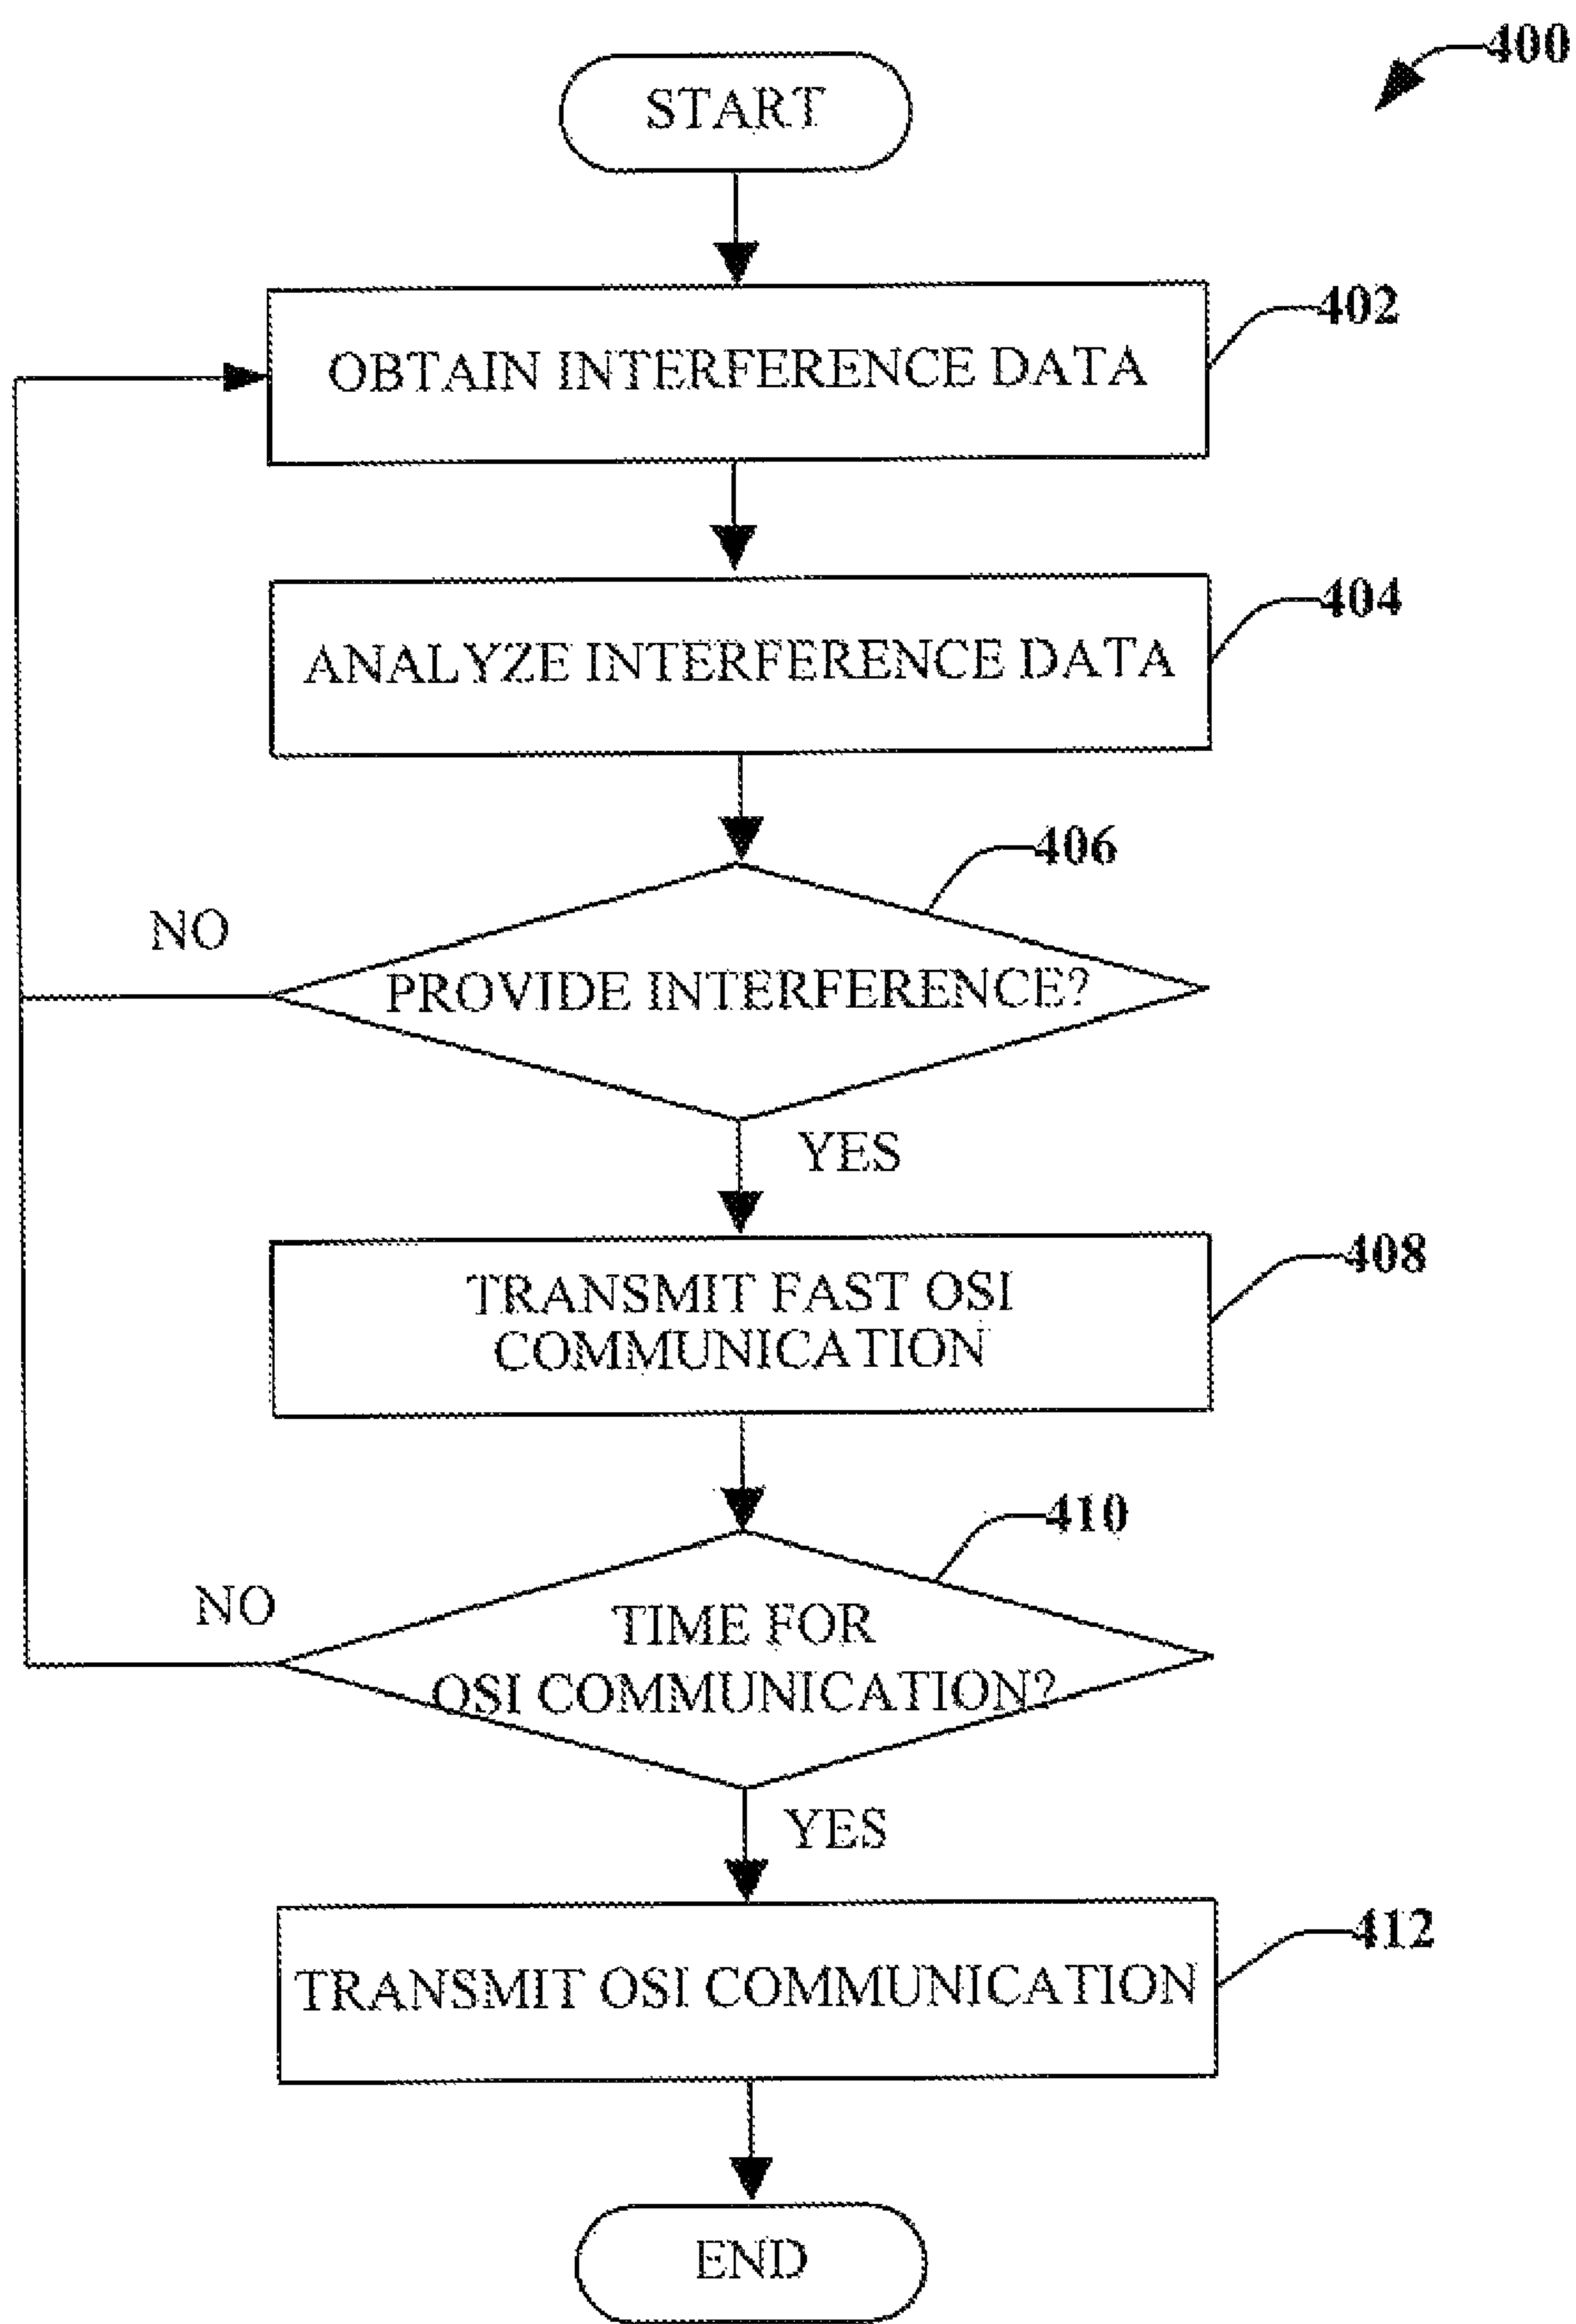 400
START
402
OBTAIN INTERFERENCE DATA
404
ANALYZE INTERFERENCE DATA
406
NO
PROVIDE INTERFERENCE?
YES
408
TRANSMIT FAST OSI
COMMUNICATION
410
NO
TIME FOR
OSI COMMUNICATION?
YES
412
TRANSMIT OSI COMMUNICATION
END